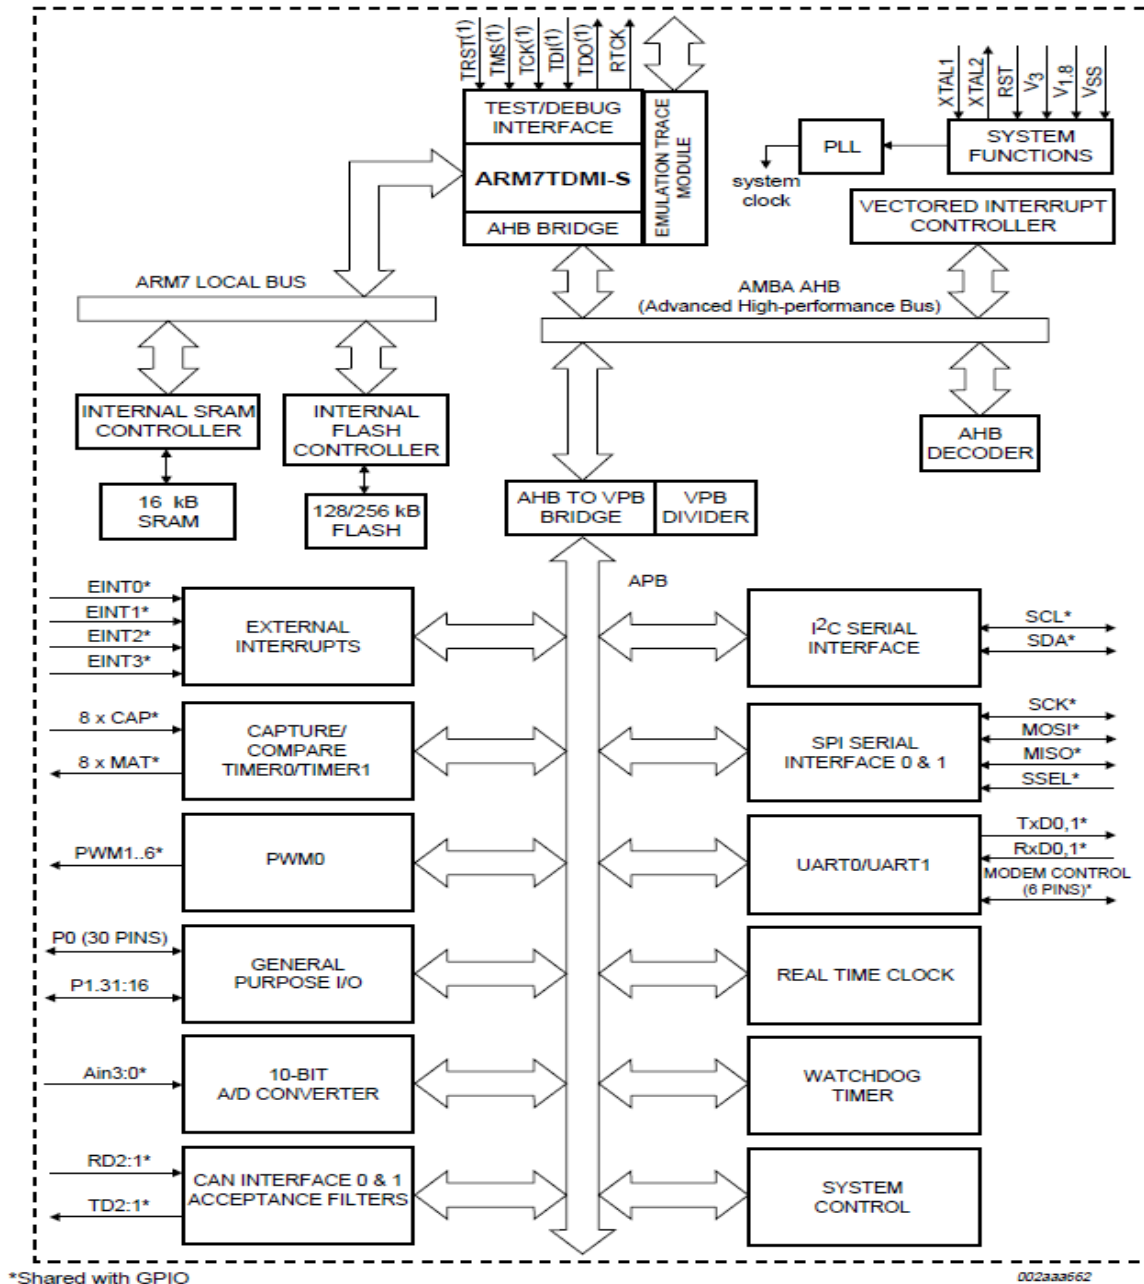 TRST(1)
TMS(1)
TCK(1)
TDI(1)
TDO(1)
RTCK
XTAL1
XTAL2
RST
V3
V1.8
VSS
TEST/DEBUG
INTERFACE
ARM7TDMI-S
AHB BRIDGE
EMULATION TRACE
MODULE
PLL
system
clock
SYSTEM
FUNCTIONS
VECTORED INTERRUPT
CONTROLLER
ARM7 LOCAL BUS
AMBA AHB
(Advanced High-performance Bus)
INTERNAL SRAM
CONTROLLER
INTERNAL
FLASH
CONTROLLER
16 kB
SRAM
128/256 kB
FLASH
AHB
DECODER
AHB TO VPB
BRIDGE
VPB
DIVIDER
APB
EINT0*
EINT1*
EINT2*
EINT3*
EXTERNAL
INTERRUPTS
I2C SERIAL
INTERFACE
SCL*
SDA*
8 x CAP*
8 x MAT*
CAPTURE/
COMPARE
TIMER0/TIMER1
SPI SERIAL
INTERFACE 0 & 1
SCK*
MOSI*
MISO*
SSEL*
PWM1..6*
PWM0
UART0/UART1
TxD0,1*
RxD0,1*
MODEM CONTROL
(6 PINS)*
P0 (30 PINS)
P1.31:16
GENERAL
PURPOSE I/O
REAL TIME CLOCK
Ain3:0*
10-BIT
A/D CONVERTER
WATCHDOG
TIMER
RD2:1*
TD2:1*
CAN INTERFACE 0 & 1
ACCEPTANCE FILTERS
SYSTEM
CONTROL
*Shared with GPIO
002aaa662